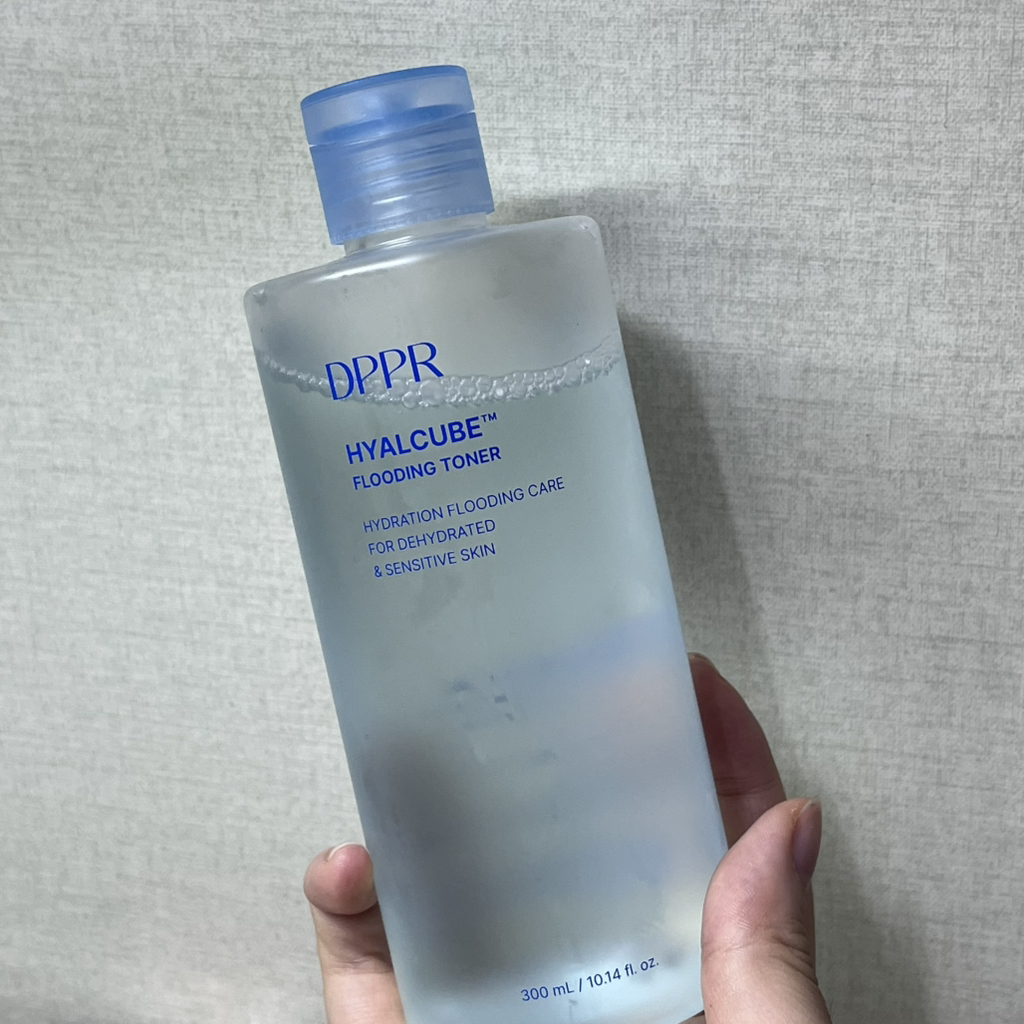 DPPR
HYALCUBE™
FLOODING TONER
HYDRATION FLOODING CARE
FOR DEHYDRATED
& SENSITIVE SKIN
300 mL / 10.14 fl. oz.